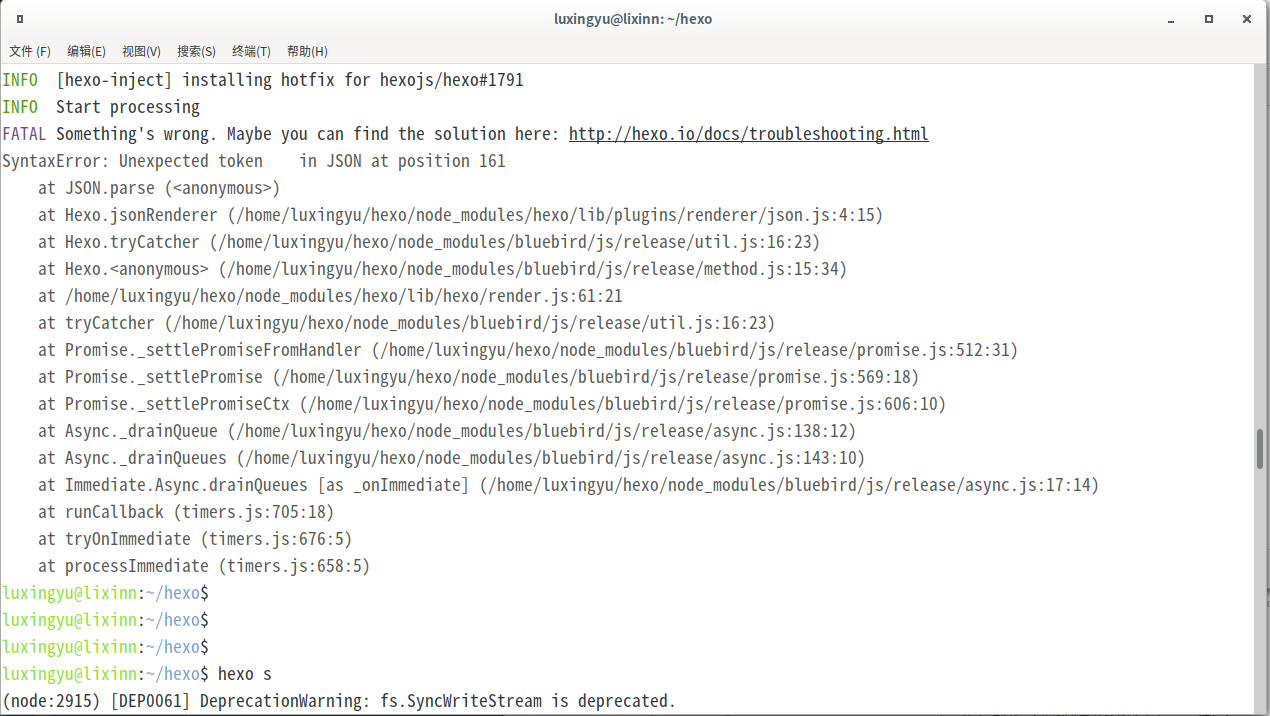 luxingyu@lixinn: ~/hexo
文件 (F) 编辑(E) 视图(V) 搜索(S) 终端(T) 帮助(H)
INFO  [hexo-inject] installing hotfix for hexojs/hexo#1791
INFO  Start processing
FATAL Something's wrong. Maybe you can find the solution here: http://hexo.io/docs/troubleshooting.html
SyntaxError: Unexpected token    in JSON at position 161
    at JSON.parse (<anonymous>)
    at Hexo.jsonRenderer (/home/luxingyu/hexo/node_modules/hexo/lib/plugins/renderer/json.js:4:15)
    at Hexo.tryCatcher (/home/luxingyu/hexo/node_modules/bluebird/js/release/util.js:16:23)
    at Hexo.<anonymous> (/home/luxingyu/hexo/node_modules/bluebird/js/release/method.js:15:34)
    at /home/luxingyu/hexo/node_modules/hexo/lib/hexo/render.js:61:21
    at tryCatcher (/home/luxingyu/hexo/node_modules/bluebird/js/release/util.js:16:23)
    at Promise._settlePromiseFromHandler (/home/luxingyu/hexo/node_modules/bluebird/js/release/promise.js:512:31)
    at Promise._settlePromise (/home/luxingyu/hexo/node_modules/bluebird/js/release/promise.js:569:18)
    at Promise._settlePromiseCtx (/home/luxingyu/hexo/node_modules/bluebird/js/release/promise.js:606:10)
    at Async._drainQueue (/home/luxingyu/hexo/node_modules/bluebird/js/release/async.js:138:12)
    at Async._drainQueues (/home/luxingyu/hexo/node_modules/bluebird/js/release/async.js:143:10)
    at Immediate.Async.drainQueues [as _onImmediate] (/home/luxingyu/hexo/node_modules/bluebird/js/release/async.js:17:14)
    at runCallback (timers.js:705:18)
    at tryOnImmediate (timers.js:676:5)
    at processImmediate (timers.js:658:5)
luxingyu@lixinn:~/hexo$
luxingyu@lixinn:~/hexo$
luxingyu@lixinn:~/hexo$
luxingyu@lixinn:~/hexo$ hexo s
(node:2915) [DEP0061] DeprecationWarning: fs.SyncWriteStream is deprecated.